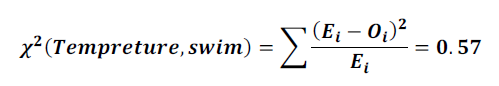 χ²(Tempreture, swim) = ∑ (Eᵢ − Oᵢ)² / Eᵢ = 0.57